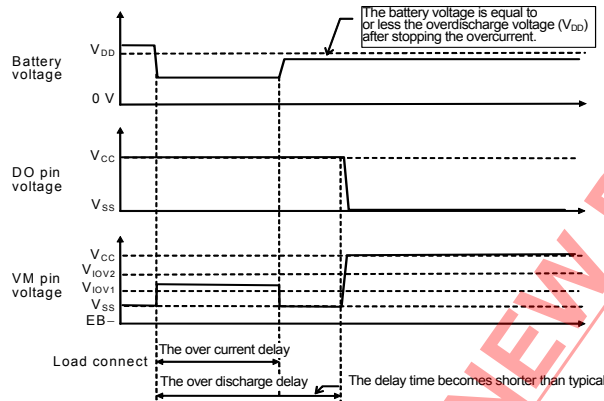 The battery voltage is equal to
or less the overdischarge voltage (VDD)
after stopping the overcurrent.
VDD
Battery
voltage
0 V
VCC
DO pin
voltage
VSS
VCC
VIOV2
VM pin
voltage
VIOV1
VSS
EB–
Load connect
The over current delay
The over discharge delay
The delay time becomes shorter than typical
NEW